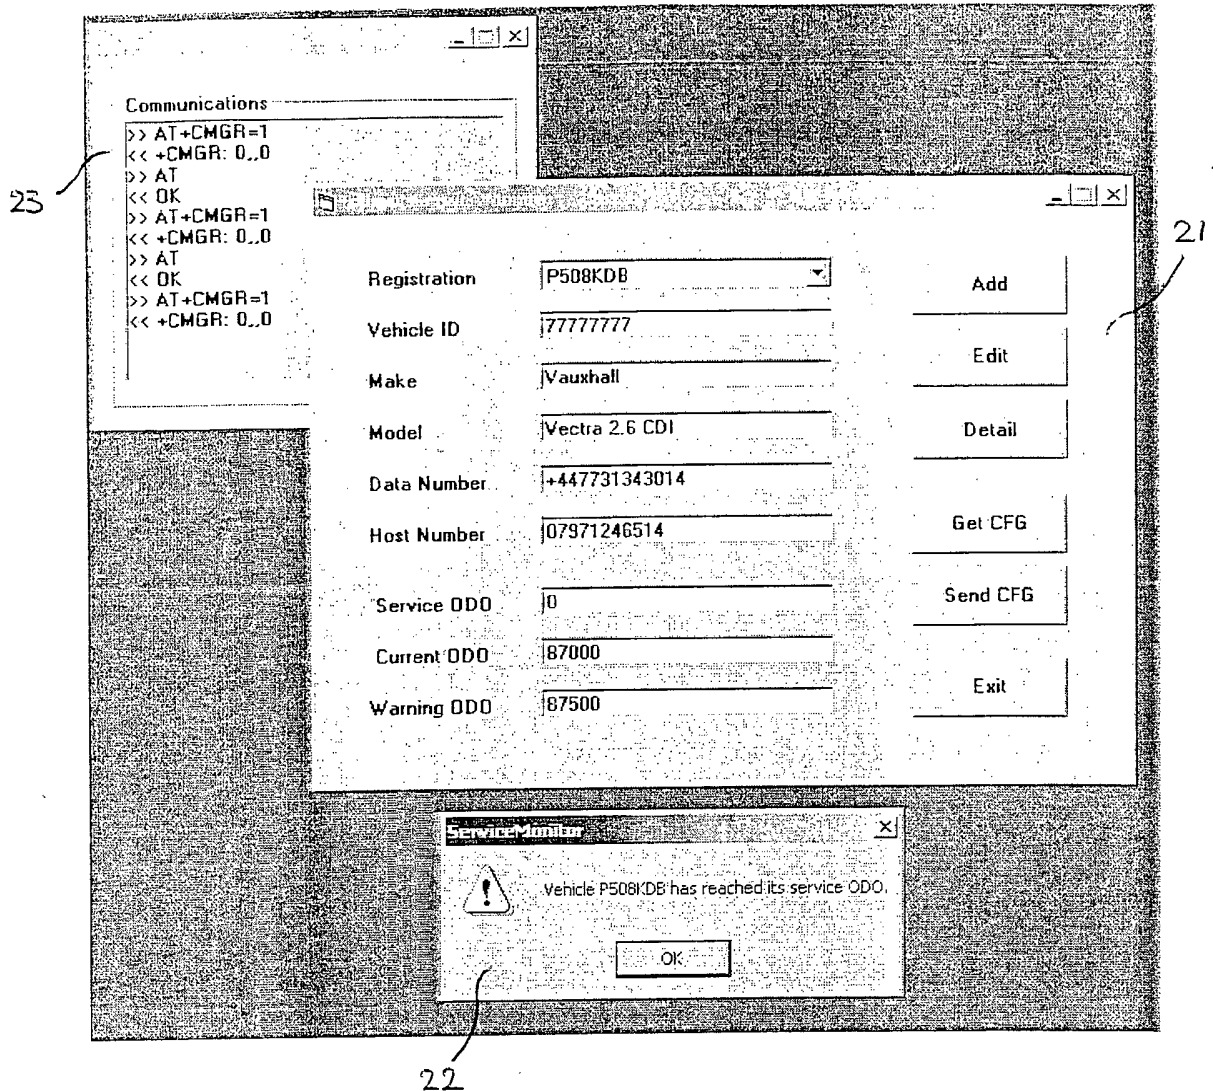 Communications
>> AT+CMGR=1
<< +CMGR: 0,,0
>> AT
<< OK
>> AT+CMGR=1
<< +CMGR: 0,,0
>> AT
<< OK
>> AT+CMGR=1
<< +CMGR: 0,,0
23
21
Registration P508KDB
Vehicle ID 77777777
Make Vauxhall
Model Vectra 2.6 CDI
Data Number +447731343014
Host Number 07971246514
Service ODO 0
Current ODO 87000
Warning ODO 87500
Add
Edit
Detail
Get CFG
Send CFG
Exit
ServiceMonitor
Vehicle P508KDB has reached its service ODO.
OK
22